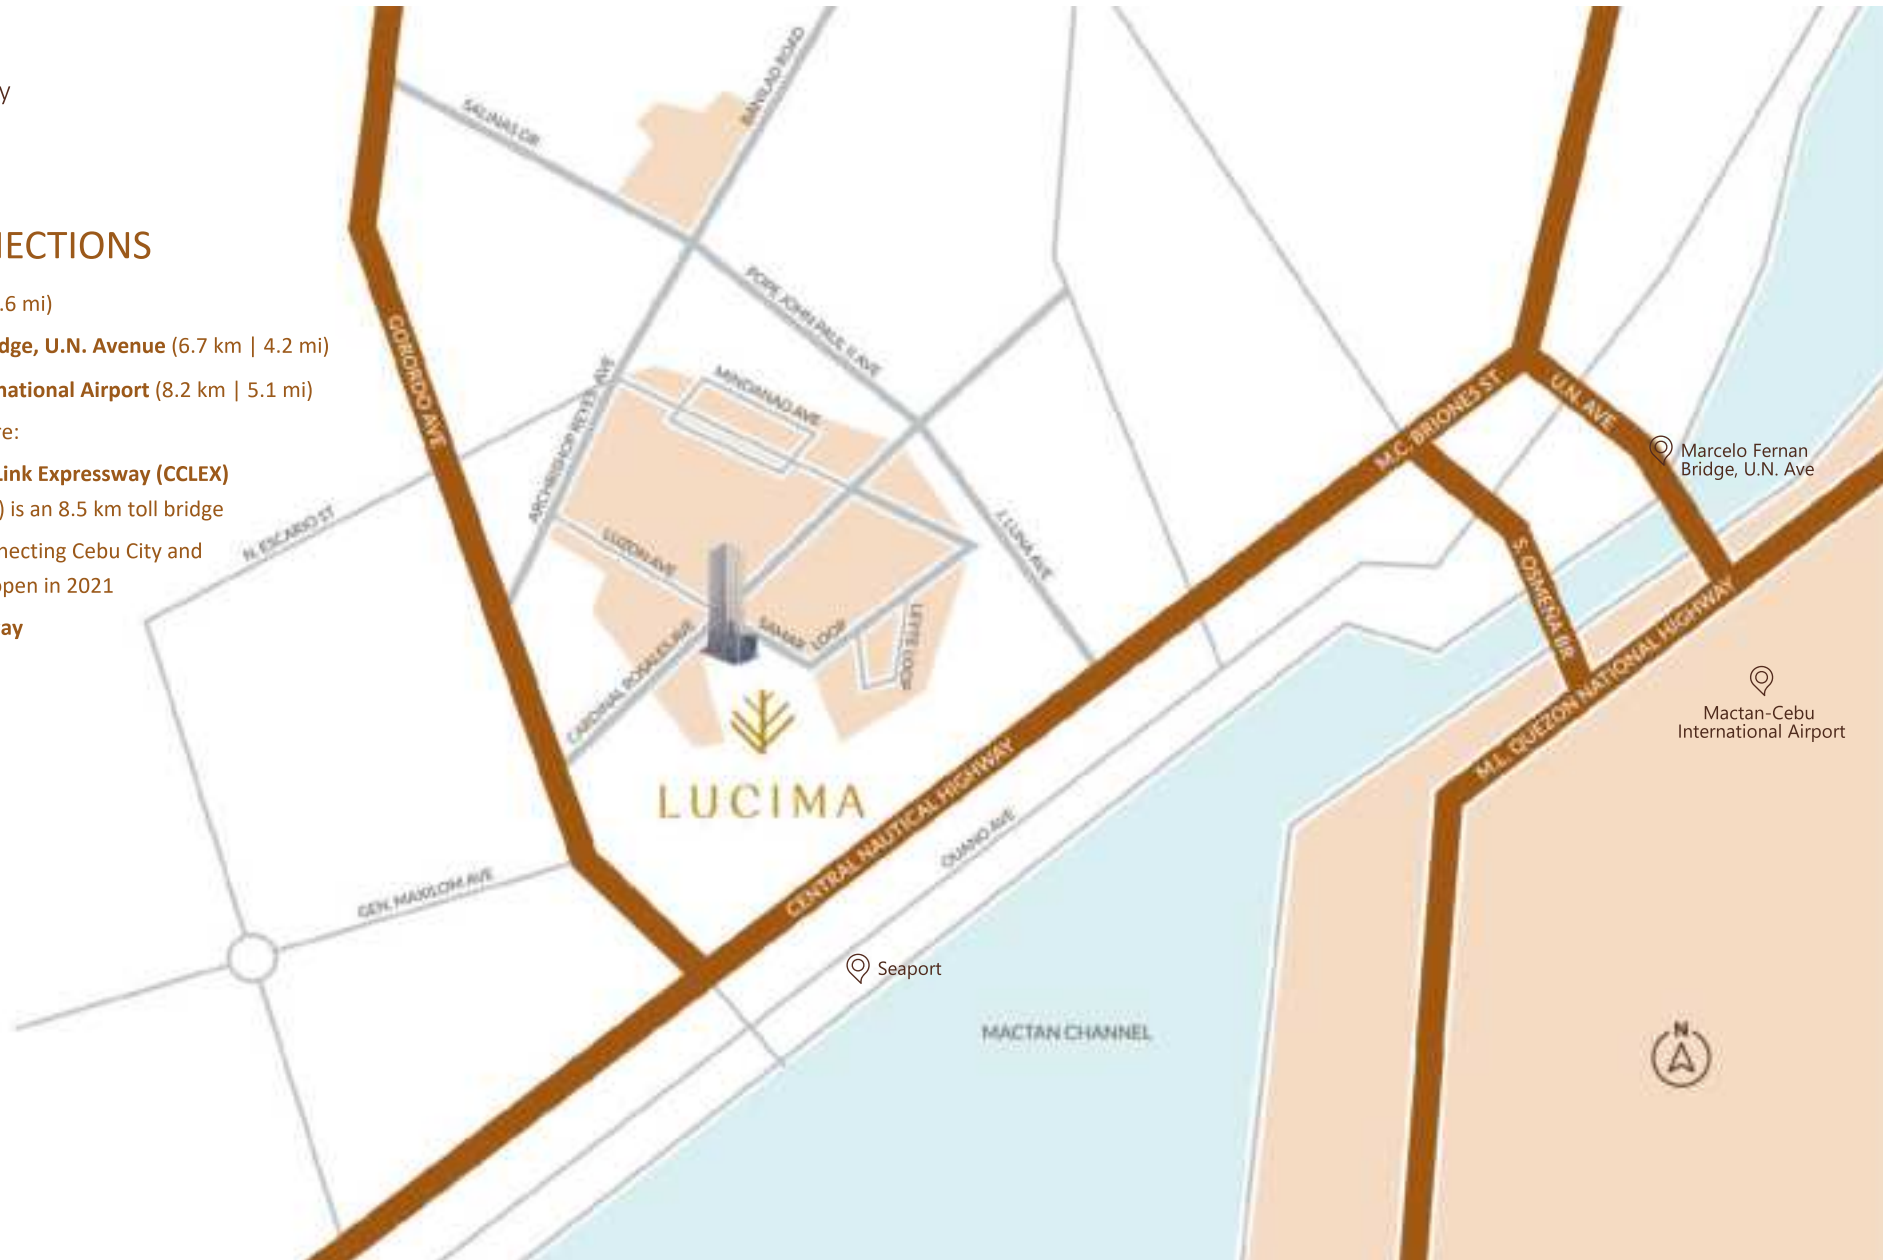 y
NECTIONS
.6 mi)
dge, U.N. Avenue (6.7 km | 4.2 mi)
national Airport (8.2 km | 5.1 mi)
re:
Link Expressway (CCLEX)
) is an 8.5 km toll bridge
necting Cebu City and
open in 2021
ay
SALINAS DR
BANILAD ROAD
GORORDO AVE
POPE JOHN PAUL II AVE
ARCHBISHOP REYES AVE
MINDANAO AVE
N. ESCARIO ST
LUZON AVE
J. LUNA AVE
SAMAR LOOP
LEYTE LOOP
CARDINAL ROSALES AVE
LUCIMA
GEN. MAXILOM AVE
CENTRAL NAUTICAL HIGHWAY
OUANO AVE
Seaport
MACTAN CHANNEL
M.C. BRIONES ST
U.N. AVE
Marcelo Fernan
Bridge, U.N. Ave
S. OSMENA BR
M.L. QUEZON NATIONAL HIGHWAY
Mactan-Cebu
International Airport
N